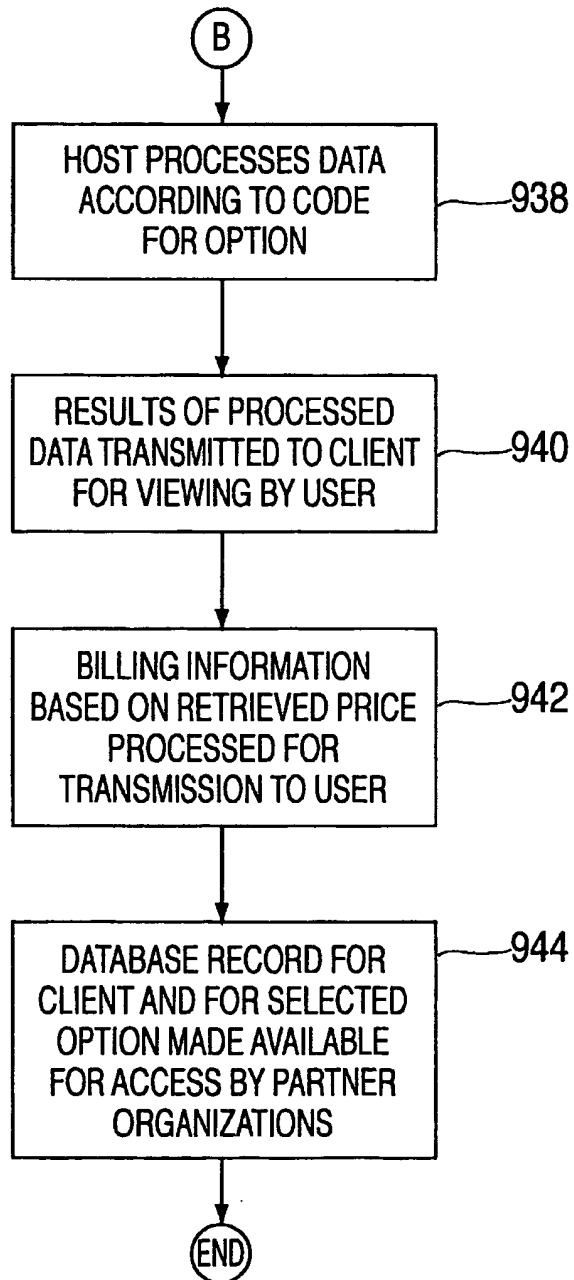 B
HOST PROCESSES DATA
ACCORDING TO CODE
FOR OPTION
938
RESULTS OF PROCESSED
DATA TRANSMITTED TO CLIENT
FOR VIEWING BY USER
940
BILLING INFORMATION
BASED ON RETRIEVED PRICE
PROCESSED FOR
TRANSMISSION TO USER
942
DATABASE RECORD FOR
CLIENT AND FOR SELECTED
OPTION MADE AVAILABLE
FOR ACCESS BY PARTNER
ORGANIZATIONS
944
END